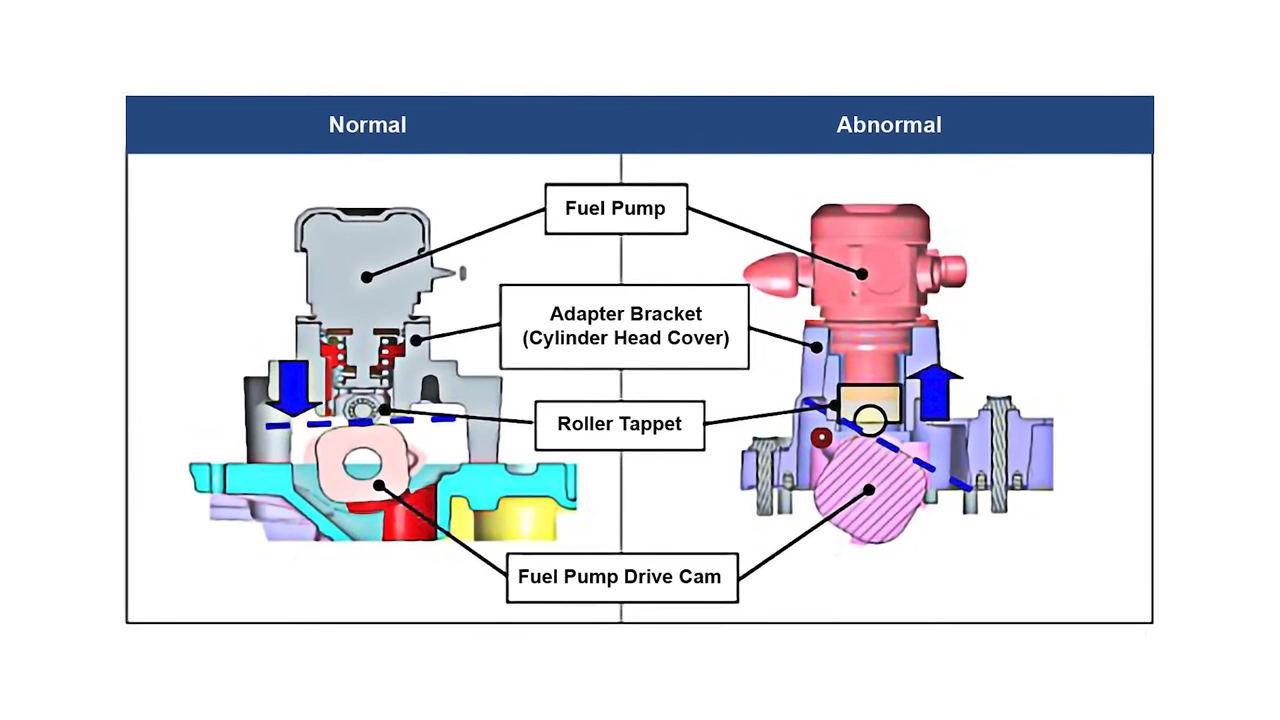 Normal
Abnormal
Fuel Pump
Adapter Bracket
(Cylinder Head Cover)
Roller Tappet
Fuel Pump Drive Cam